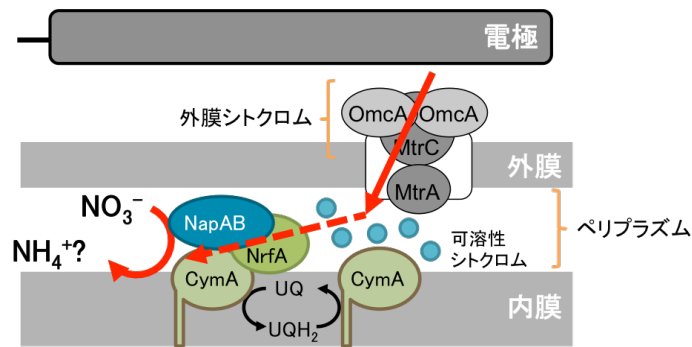 電極
外膜シトクロム
OmcA
OmcA
MtrC
外膜
MtrA
NO₃⁻
NapAB
ペリプラズム
NH₄⁺?
NrfA
可溶性
シトクロム
CymA
UQ
CymA
内膜
UQH₂